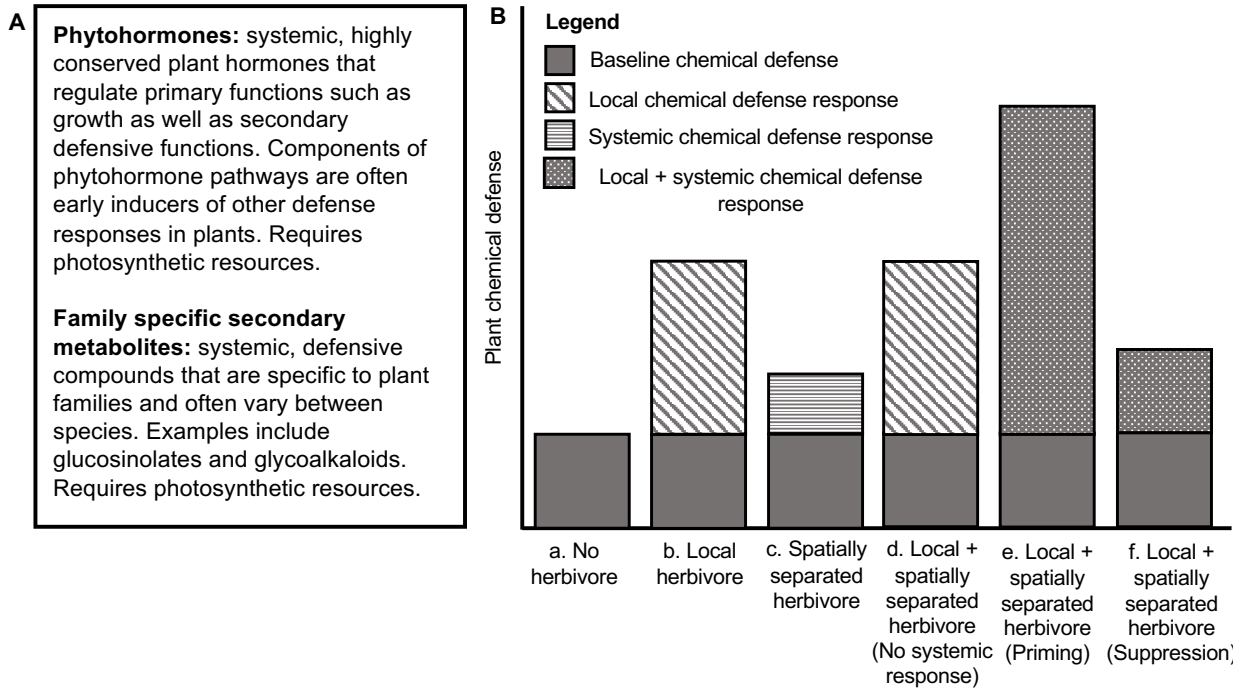 A
Phytohormones: systemic, highly
conserved plant hormones that
regulate primary functions such as
growth as well as secondary
defensive functions. Components of
phytohormone pathways are often
early inducers of other defense
responses in plants. Requires
photosynthetic resources.
Family specific secondary
metabolites: systemic, defensive
compounds that are specific to plant
families and often vary between
species. Examples include
glucosinolates and glycoalkaloids.
Requires photosynthetic resources.
B
Legend
Baseline chemical defense
Local chemical defense response
Systemic chemical defense response
Local + systemic chemical defense
response
Plant chemical defense
a. No
herbivore
b. Local
herbivore
c. Spatially
separated
herbivore
d. Local +
spatially
separated
herbivore
(No systemic
response)
e. Local +
spatially
separated
herbivore
(Priming)
f. Local +
spatially
separated
herbivore
(Suppression)